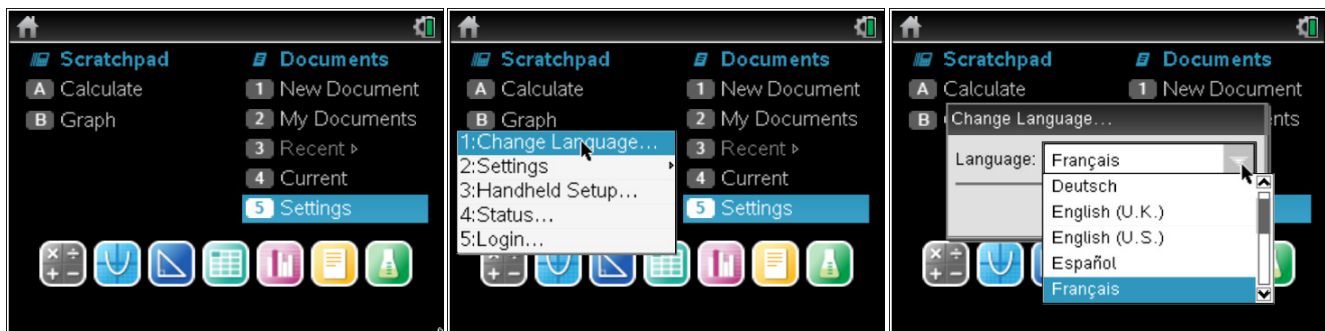 Scratchpad
Documents
A Calculate
1 New Document
B Graph
2 My Documents
3 Recent ▹
4 Current
5 Settings
Scratchpad
Documents
A Calculate
1 New Document
B Graph
2 My Documents
1:Change Language...
3 Recent ▹
2:Settings
4 Current
3:Handheld Setup...
5 Settings
4:Status...
5:Login...
Scratchpad
Documents
A Calculate
1 New Document
B
Change Language...
Language: Français
Deutsch
English (U.K.)
English (U.S.)
Español
Français